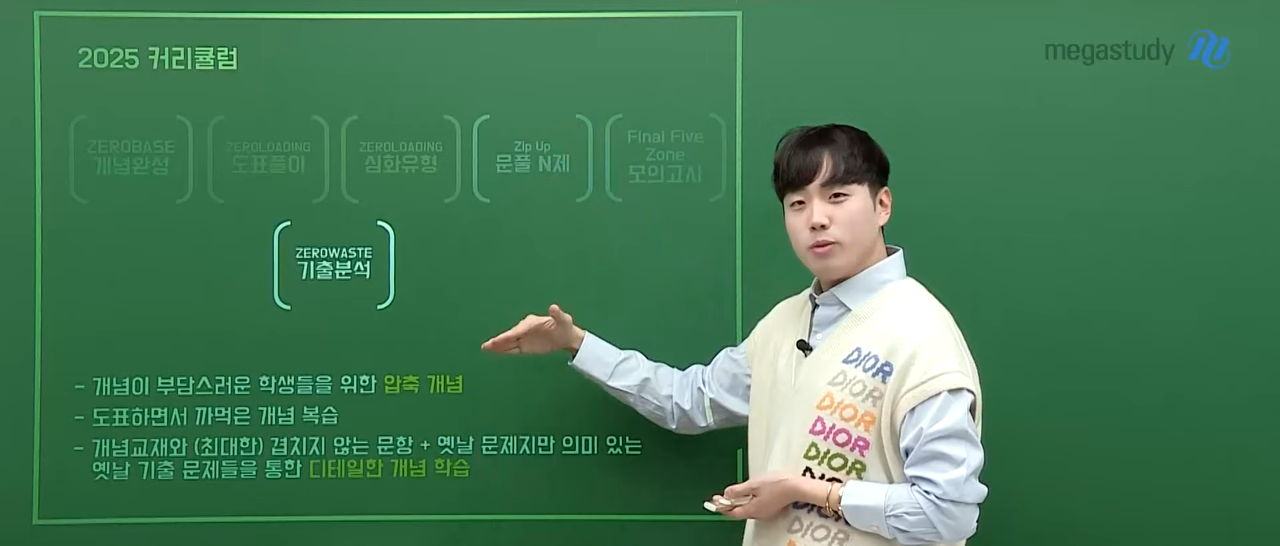 2025 커리큘럼
megastudy
ZEROBASE
개념완성
ZEROLOADING
도표풀이
ZEROLOADING
심화유형
Zip Up
문풀 N제
Final Five
Zone
모의고사
ZEROWASTE
기출분석
- 개념이 부담스러운 학생들을 위한 압축 개념
- 도표하면서 까먹은 개념 복습
- 개념교재와 (최대한) 겹치지 않는 문항 + 옛날 문제지만 의미 있는
옛날 기출 문제들을 통한 디테일한 개념 학습
DIOR
DIOR
DIOR
DIOR
DIOR
DIOR
DIOR
DIOR